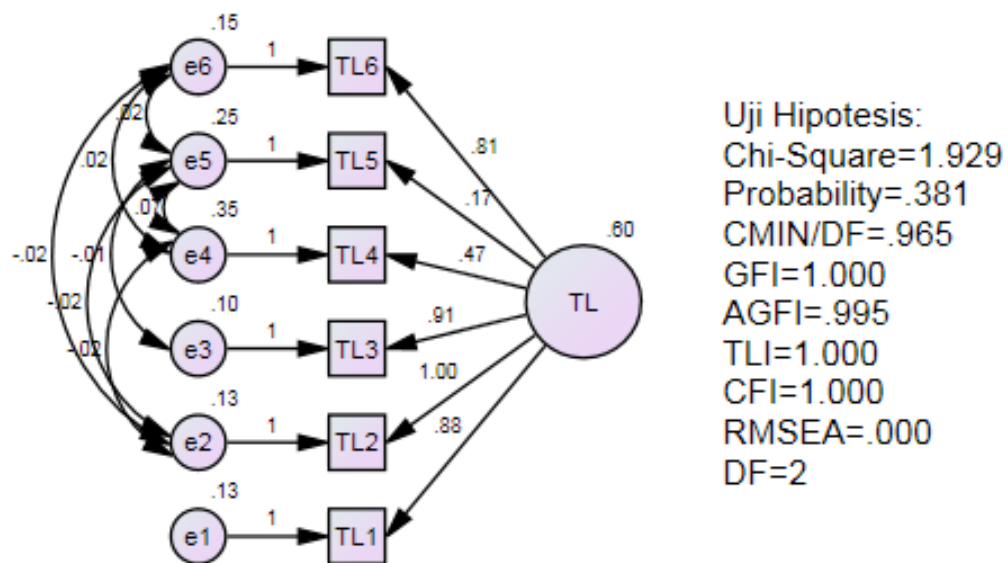 .15
e6 1 TL6
.02
.25
.81
.02
e5 1 TL5
.17
.07
.35
.60
-.02
-.01
e4 1 TL4
.47
TL
-.02
.10
.91
-.02
e3 1 TL3
1.00
.13
e2 1 TL2
.88
.13
e1 1 TL1
Uji Hipotesis:
Chi-Square=1.929
Probability=.381
CMIN/DF=.965
GFI=1.000
AGFI=.995
TLI=1.000
CFI=1.000
RMSEA=.000
DF=2